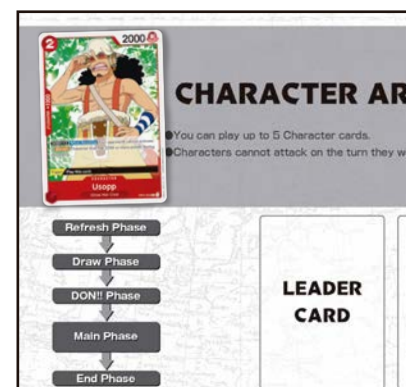 2
2000
Usopp
CHARACTER AR
●You can play up to 5 Character cards.
●Characters cannot attack on the turn they w
Refresh Phase
Draw Phase
DON!! Phase
Main Phase
End Phase
LEADER
CARD